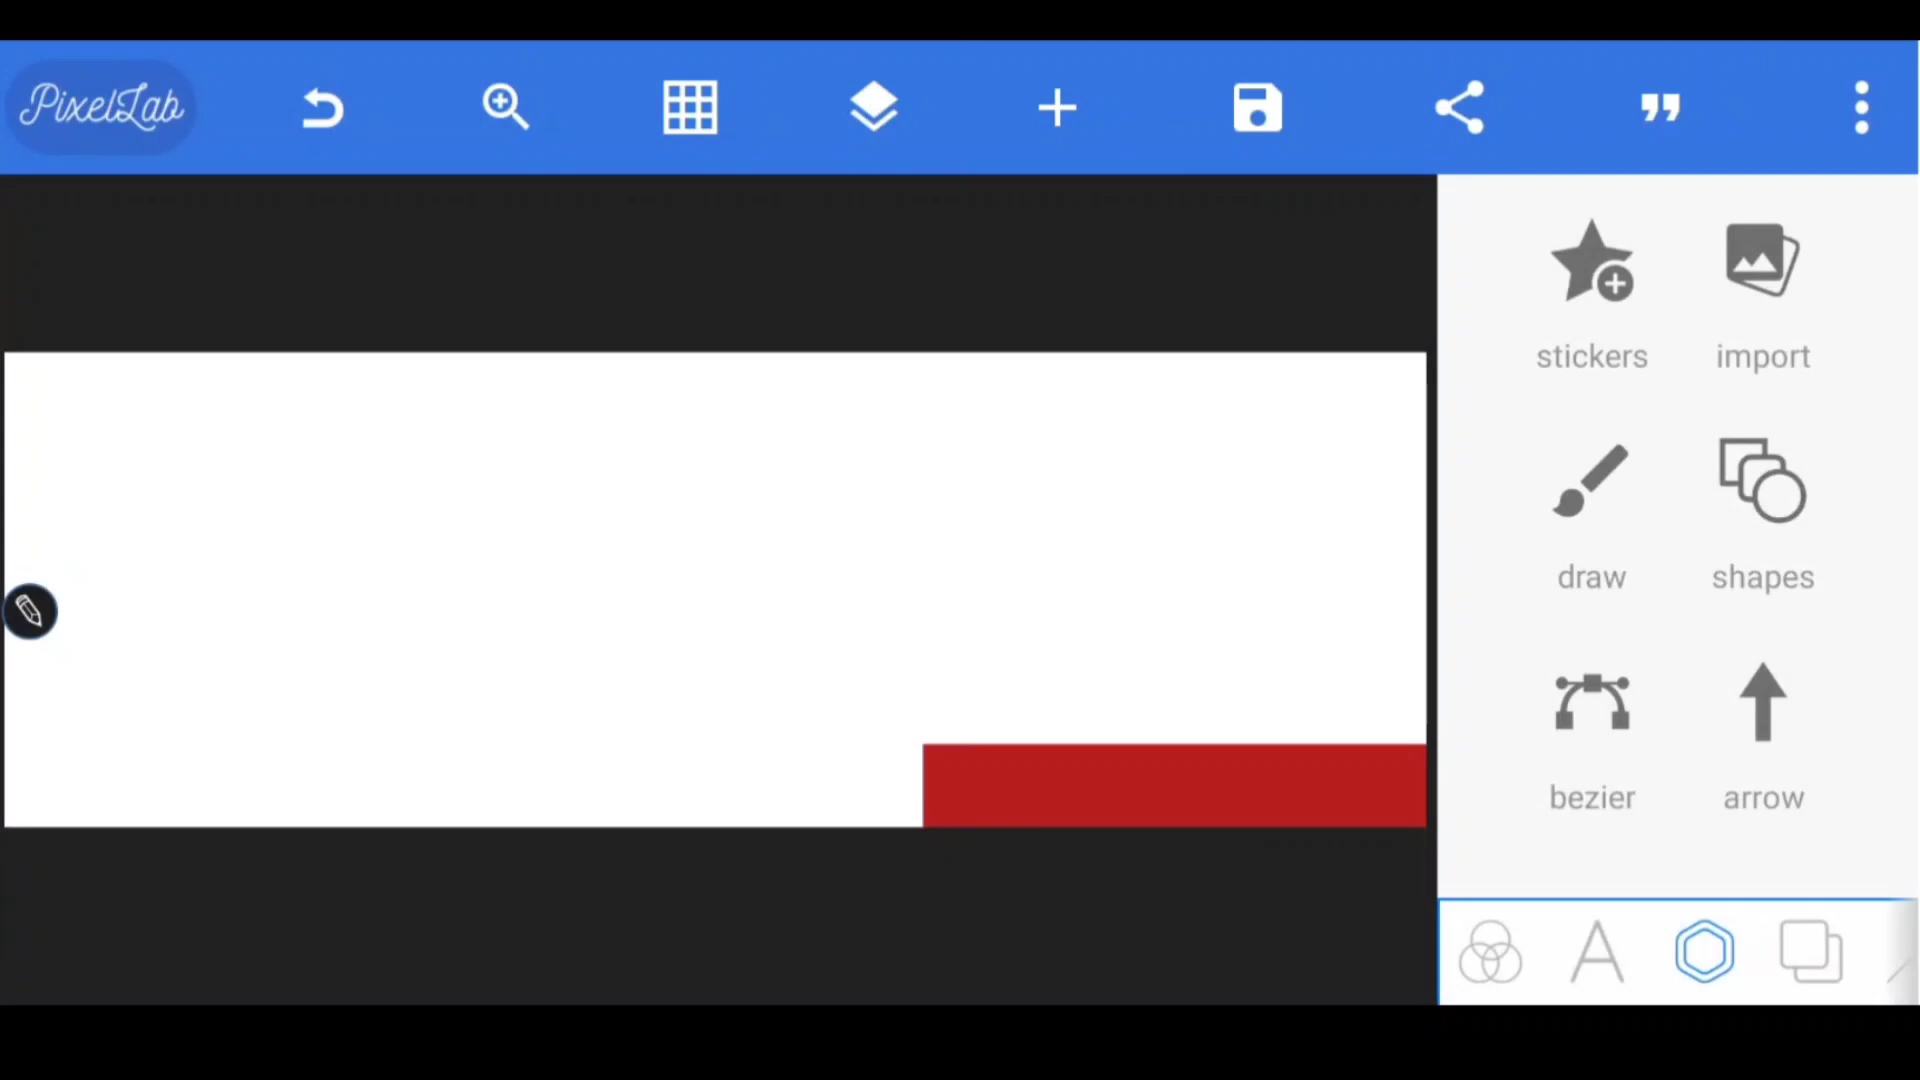 PixelLab
stickers
import
draw
shapes
bezier
arrow